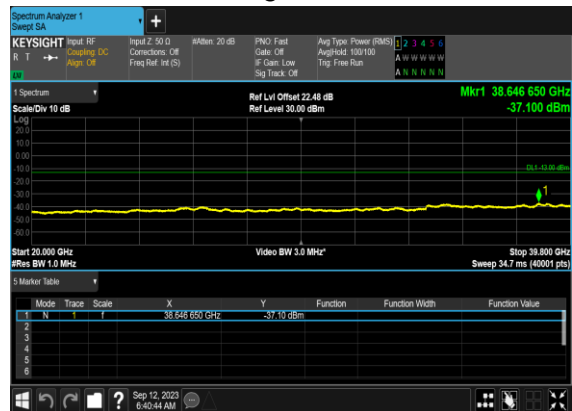 Spectrum Analyzer 1
Swept SA
+
KEYSIGHT Input: RF Input Z: 50 Ω #Atten: 20 dB PNO: Fast Avg Type: Power (RMS) 1 2 3 4 5 6
R T Coupling: DC Corrections: Off Gate: Off Avg|Hold: 100/100 A W W W W W
Align: Off Freq Ref: Int (S) IF Gain: Low Trig: Free Run
LXI Sig Track: Off A N N N N N
1 Spectrum Ref Lvl Offset 22.48 dB Mkr1 38.646 650 GHz
Scale/Div 10 dB Ref Level 30.00 dBm -37.100 dBm
Log
20.0
10.0
0.00
-10.0 DL1 -13.00 dBm
-20.0
-30.0 1
-40.0
-50.0
-60.0
Start 20.000 GHz Video BW 3.0 MHz* Stop 39.800 GHz
#Res BW 1.0 MHz Sweep 34.7 ms (40001 pts)
5 Marker Table
Mode Trace Scale X Y Function Function Width Function Value
1 N 1 f 38.646 650 GHz -37.10 dBm
2
3
4
5
6
? Sep 12, 2023
6:40:44 AM